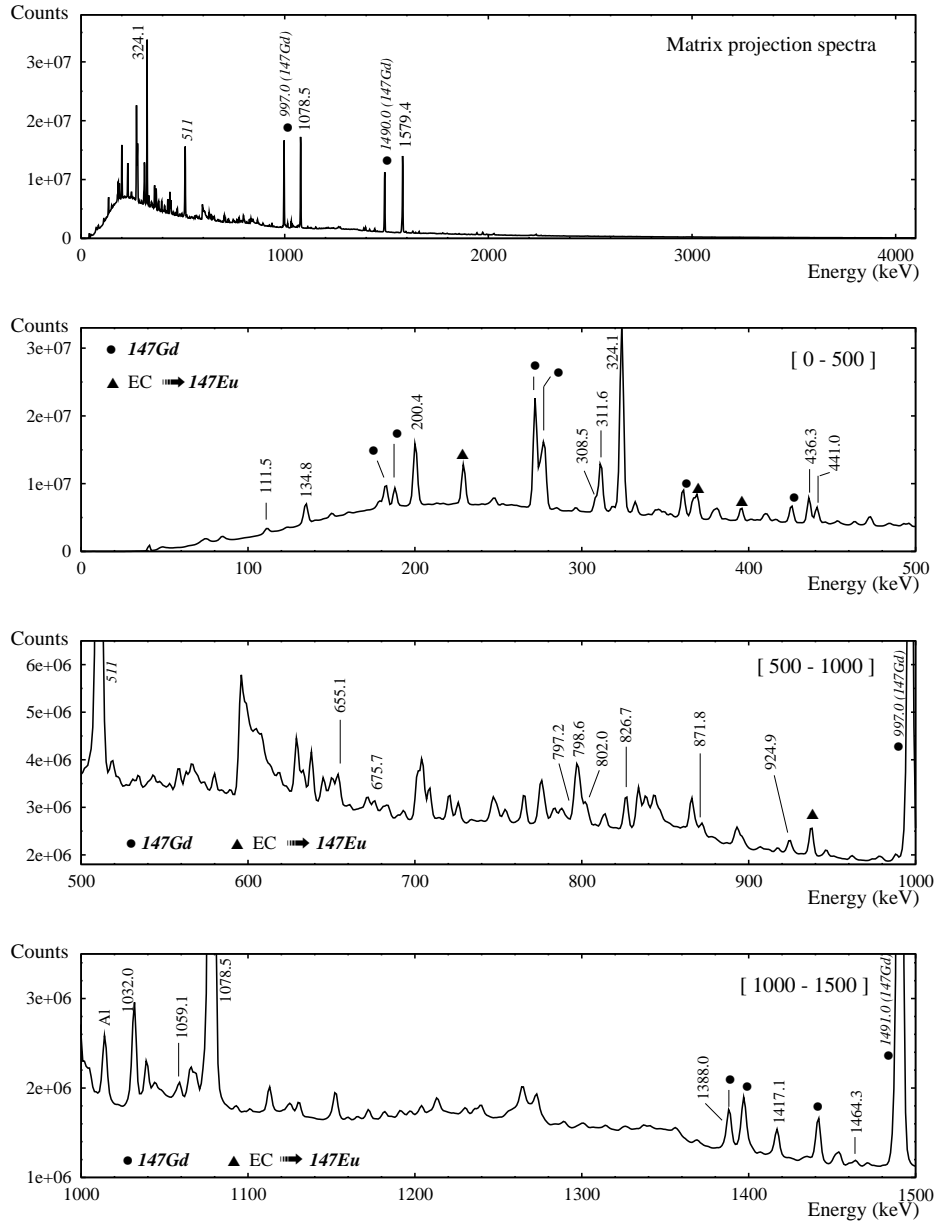 Counts
Matrix projection spectra
324.1
511
997.0 (147Gd)
1078.5
1490.0 (147Gd)
1579.4
3e+07
2e+07
1e+07
0
0 1000 2000 3000 4000
Energy (keV)
Counts
147Gd
EC 147Eu
[ 0 - 500 ]
111.5
134.8
200.4
308.5
311.6
324.1
436.3
441.0
3e+07
2e+07
1e+07
0
0 100 200 300 400 500
Energy (keV)
Counts
511
[ 500 - 1000 ]
655.1
675.7
797.2
798.6
802.0
826.7
871.8
924.9
997.0 (147Gd)
6e+06
5e+06
4e+06
3e+06
2e+06
147Gd
EC 147Eu
500 600 700 800 900 1000
Energy (keV)
Counts
Al
1032.0
1059.1
1078.5
[ 1000 - 1500 ]
1388.0
1417.1
1464.3
1491.0 (147Gd)
3e+06
2e+06
1e+06
147Gd
EC 147Eu
1000 1100 1200 1300 1400 1500
Energy (keV)